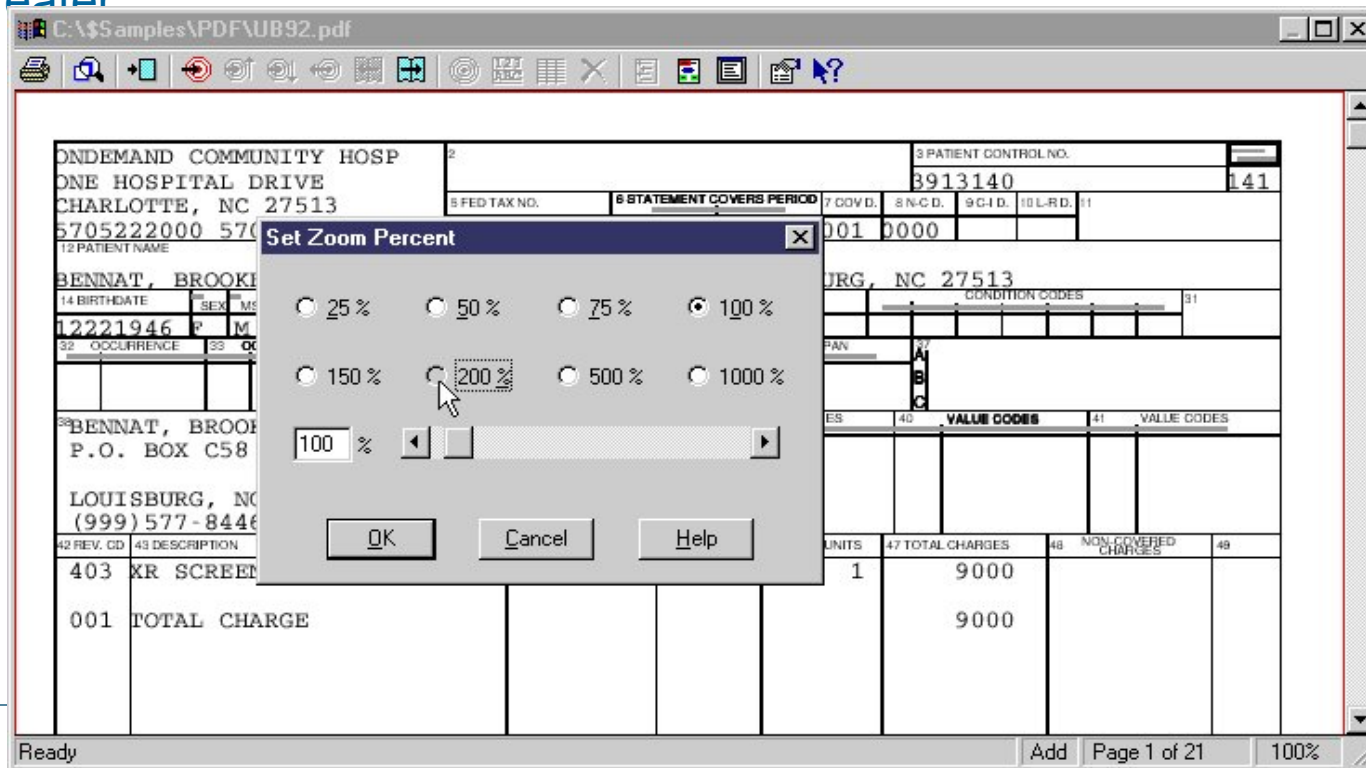 C:\$Samples\PDF\UB92.pdf
ONDEMAND COMMUNITY HOSP
2
3 PATIENT CONTROL NO.
ONE HOSPITAL DRIVE
3913140
141
CHARLOTTE, NC 27513
5 FED TAX NO.
6 STATEMENT COVERS PERIOD
7 COV D.
8 N-C D.
9 C-I D.
10 L-R D.
11
5705222000
001
0000
12 PATIENT NAME
BENNAT,
NC 27513
14 BIRTHDATE
SEX
CONDITION CODES
31
12221946 F M
32 OCCURRENCE
33
37
A
B
C
38
BENNAT,
P.O. BOX C58
40 VALUE CODES
41 VALUE CODES
LOUISBURG,
(999)577-8446
42 REV. CD
43 DESCRIPTION
UNITS
47 TOTAL CHARGES
48 NON-COVERED CHARGES
49
403 XR
1
9000
001 TOTAL CHARGE
9000
Set Zoom Percent
25 %
50 %
75 %
100 %
150 %
200 %
500 %
1000 %
100 %
OK
Cancel
Help
Ready
Add
Page 1 of 21
100%